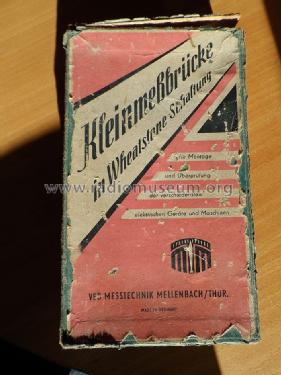 Kleinmeßbrücke
in Wheatstone-Schaltung
für Montage
und Überprüfung
der verschiedensten
elektrischen Geräte und Maschinen
www.radiomuseum.org
VEB MESSTECHNIK MELLENBACH/THÜR.
MADE IN GERMANY